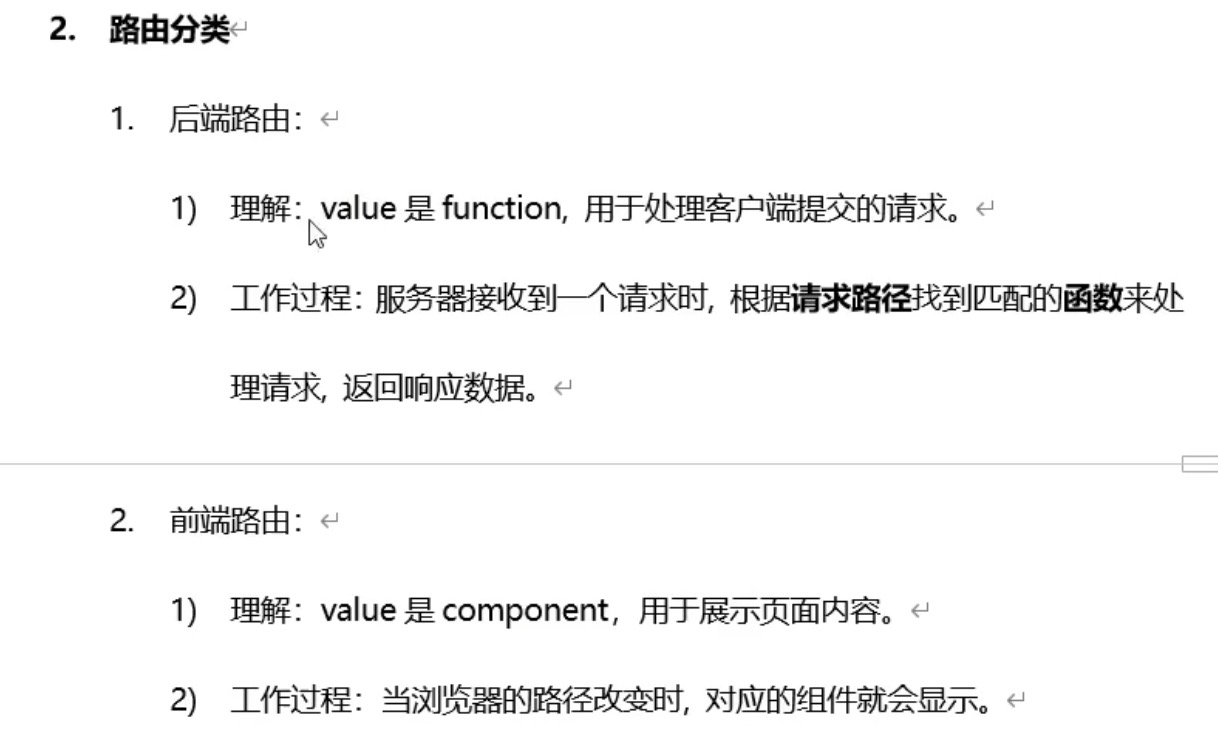 2. 路由分类
1. 后端路由：
1) 理解：value 是 function, 用于处理客户端提交的请求。
2) 工作过程：服务器接收到一个请求时, 根据请求路径找到匹配的函数来处
理请求, 返回响应数据。
2. 前端路由：
1) 理解：value 是 component，用于展示页面内容。
2) 工作过程：当浏览器的路径改变时, 对应的组件就会显示。